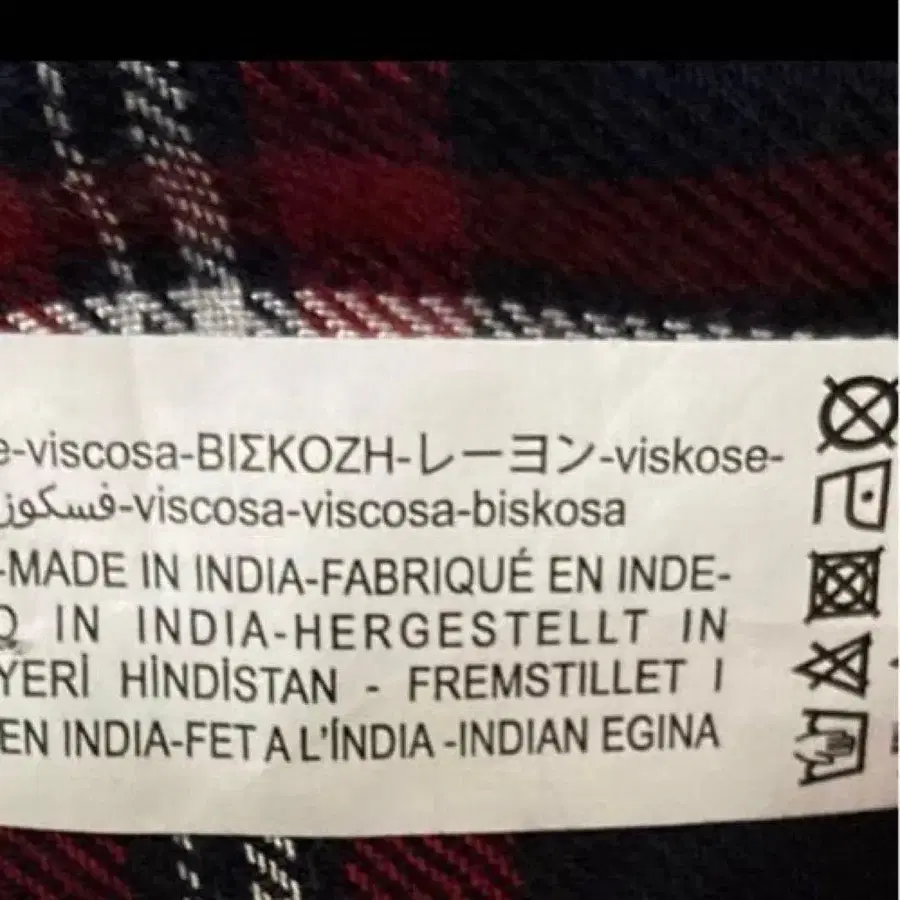 e-viscosa-ΒΙΣΚΟΖΗ-レーヨン-viskose-
فسكوز-viscosa-viscosa-biskosa
-MADE IN INDIA-FABRIQUÉ EN INDE-
IN INDIA-HERGESTELLT IN
YERİ HİNDİSTAN - FREMSTILLET I
EN INDIA-FET A L'ÍNDIA -INDIAN EGINA